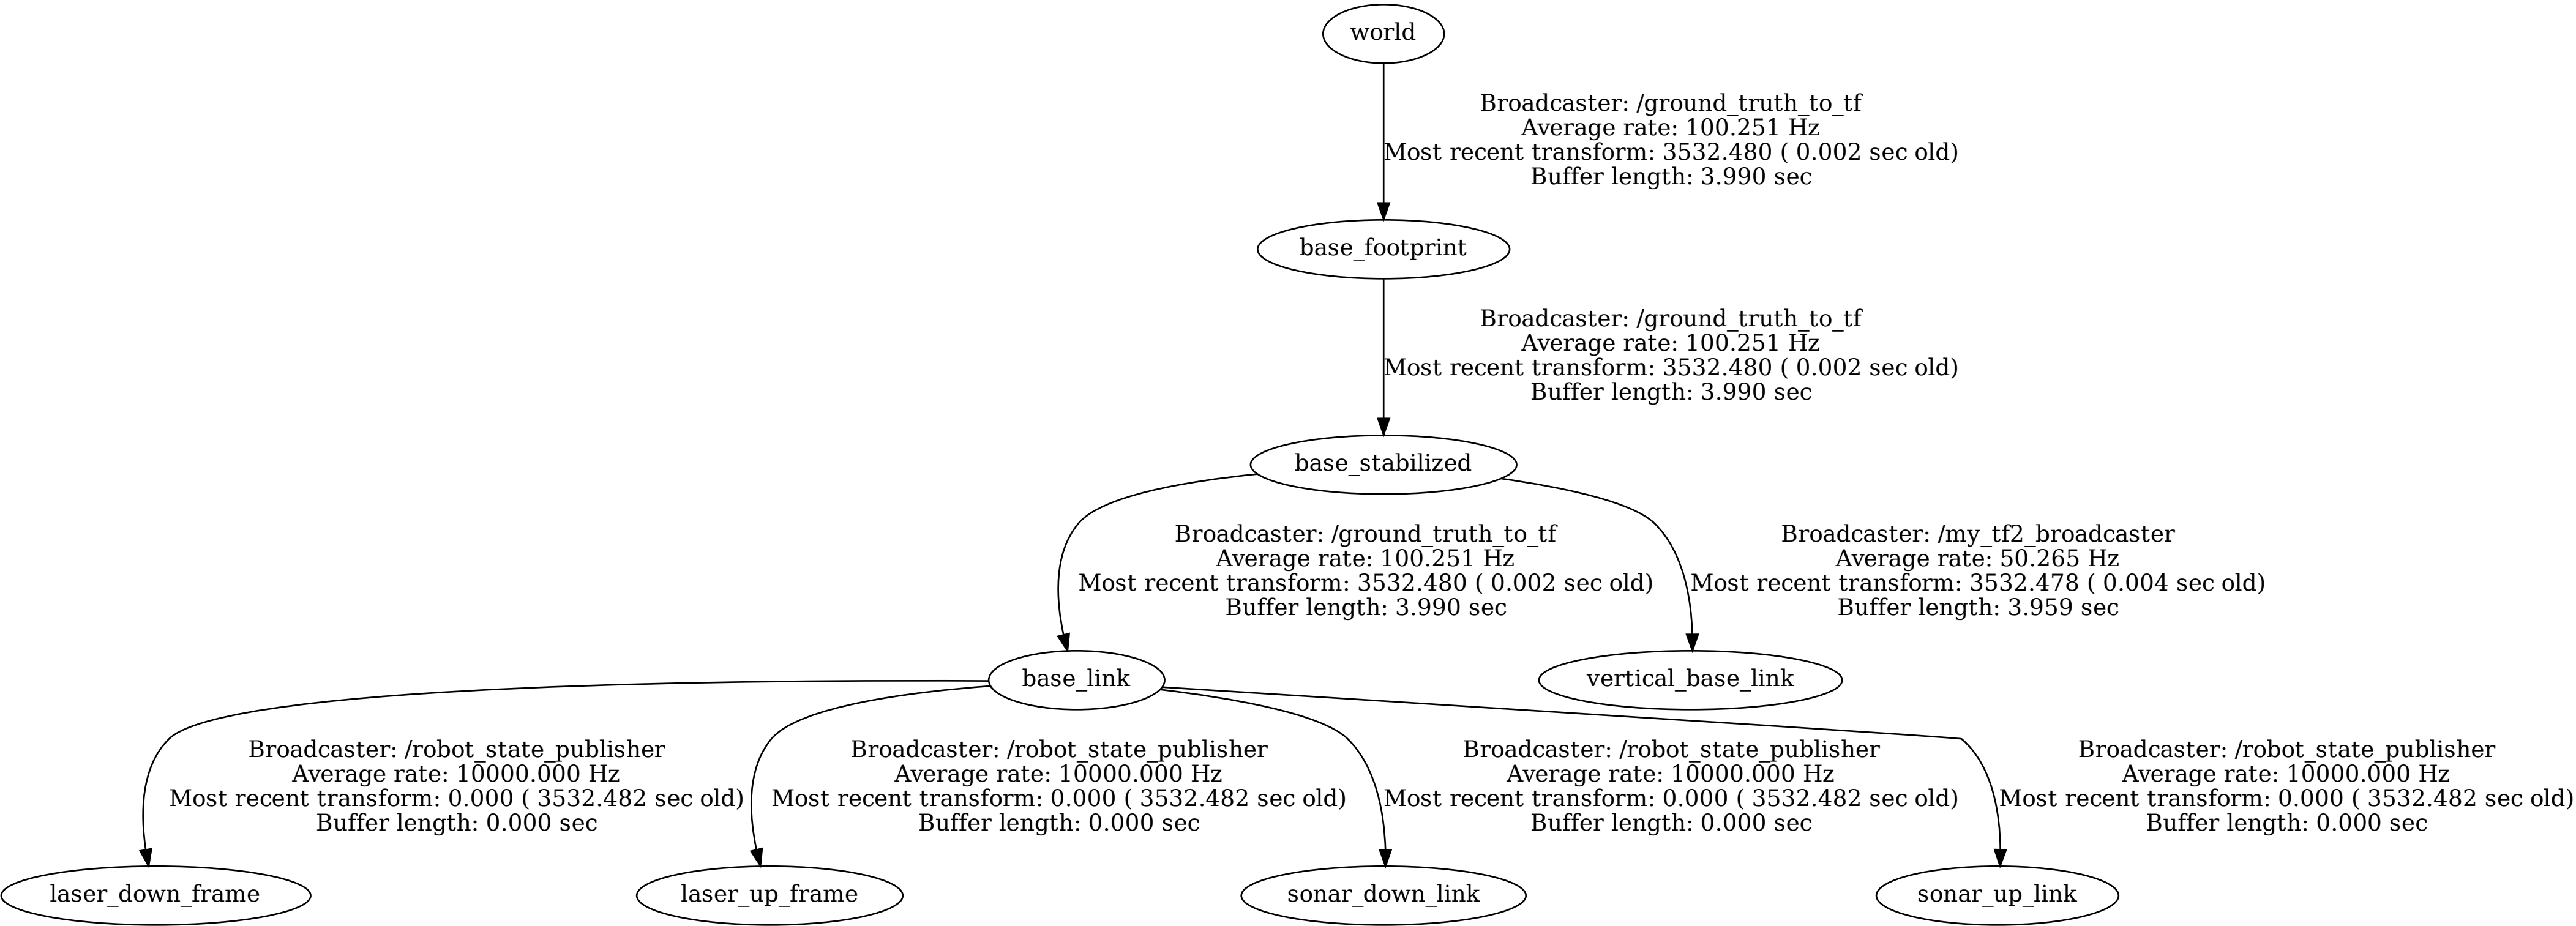 world
Broadcaster: /ground_truth_to_tf
Average rate: 100.251 Hz
Most recent transform: 3532.480 ( 0.002 sec old)
Buffer length: 3.990 sec
base_footprint
Broadcaster: /ground_truth_to_tf
Average rate: 100.251 Hz
Most recent transform: 3532.480 ( 0.002 sec old)
Buffer length: 3.990 sec
base_stabilized
Broadcaster: /ground_truth_to_tf
Average rate: 100.251 Hz
Most recent transform: 3532.480 ( 0.002 sec old)
Buffer length: 3.990 sec
Broadcaster: /my_tf2_broadcaster
Average rate: 50.265 Hz
Most recent transform: 3532.478 ( 0.004 sec old)
Buffer length: 3.959 sec
base_link
vertical_base_link
Broadcaster: /robot_state_publisher
Average rate: 10000.000 Hz
Most recent transform: 0.000 ( 3532.482 sec old)
Buffer length: 0.000 sec
Broadcaster: /robot_state_publisher
Average rate: 10000.000 Hz
Most recent transform: 0.000 ( 3532.482 sec old)
Buffer length: 0.000 sec
Broadcaster: /robot_state_publisher
Average rate: 10000.000 Hz
Most recent transform: 0.000 ( 3532.482 sec old)
Buffer length: 0.000 sec
Broadcaster: /robot_state_publisher
Average rate: 10000.000 Hz
Most recent transform: 0.000 ( 3532.482 sec old)
Buffer length: 0.000 sec
laser_down_frame
laser_up_frame
sonar_down_link
sonar_up_link